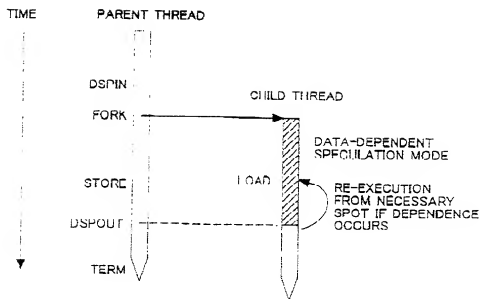 TIME
PARENT THREAD
DSPIN
CHILD THREAD
FORK
DATA-DEPENDENT
SPECULATION MODE
STORE
LOAD
RE-EXECUTION
FROM NECESSARY
SPOT IF DEPENDENCE
OCCURS
DSPOUT
TERM